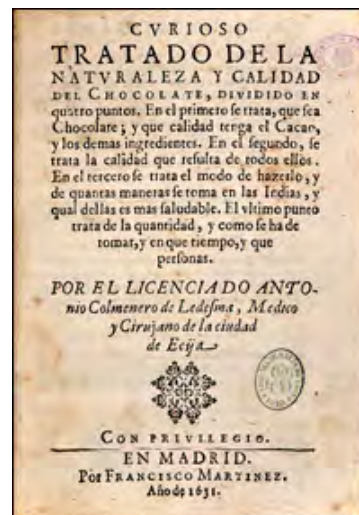 CVRIOSO
TRATADO DE LA
NATVRALEZA Y CALIDAD
DEL CHOCOLATE, DIVIDIDO EN
quatro puntos. En el primero se trata, que sea
Chocolate; y que calidad tenga el Cacao,
y los demas ingredientes. En el segundo, se
trata la calidad que resulta de todos ellos.
En el tercero se trata el modo de hazerlo, y
de quantas maneras se toma en las Indias, y
qual dellas es mas saludable. El vltimo punto
trata de la quantidad, y como se ha de
tomar, y en que tiempo, y que
personas.
POR EL LICENCIADO ANTO-
nio Colmenero de Ledesma, Medico
y Cirujano de la ciudad
de Ecija
CON PRIVILEGIO.
EN MADRID.
Por FRANCISCO MARTINEZ.
Año de 1631.